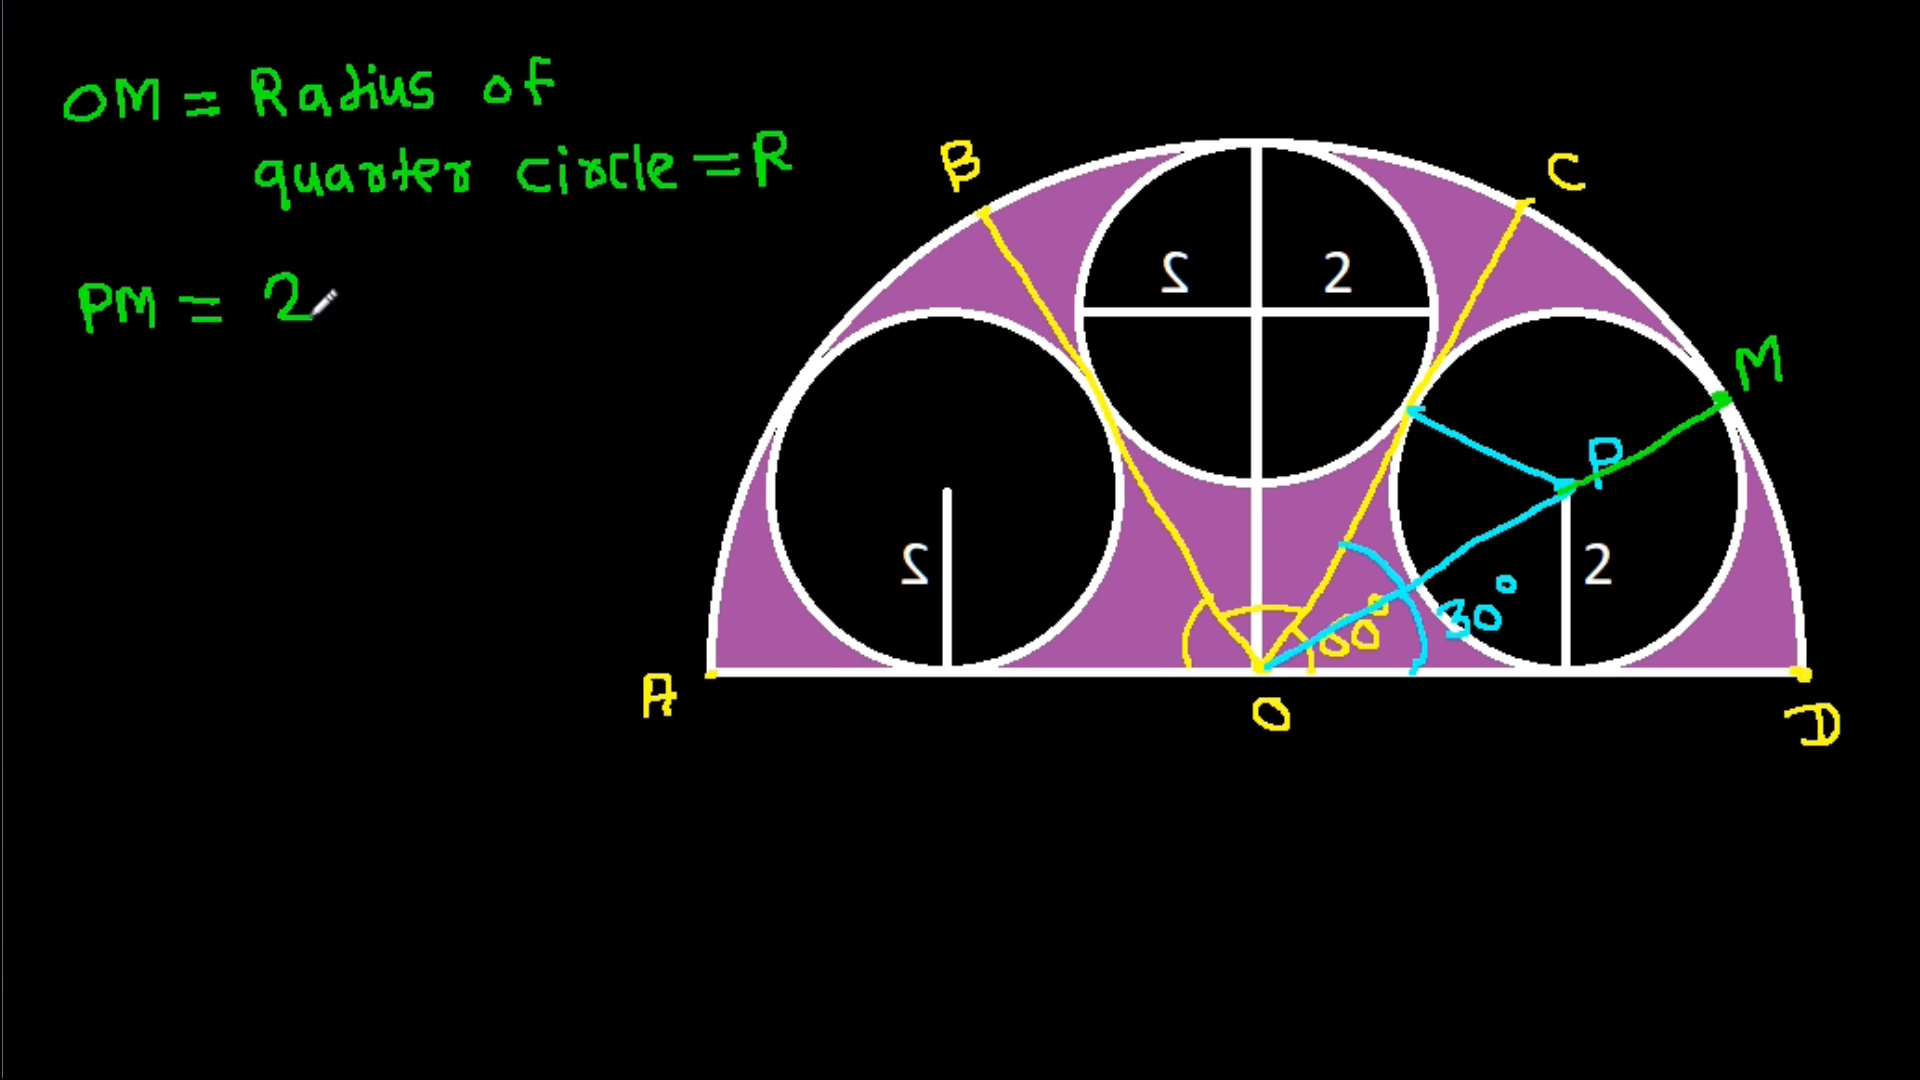 OM = Radius of
quarter circle = R
PM = 2
B
C
2
2
M
P
2
2
60°
30°
A
O
D